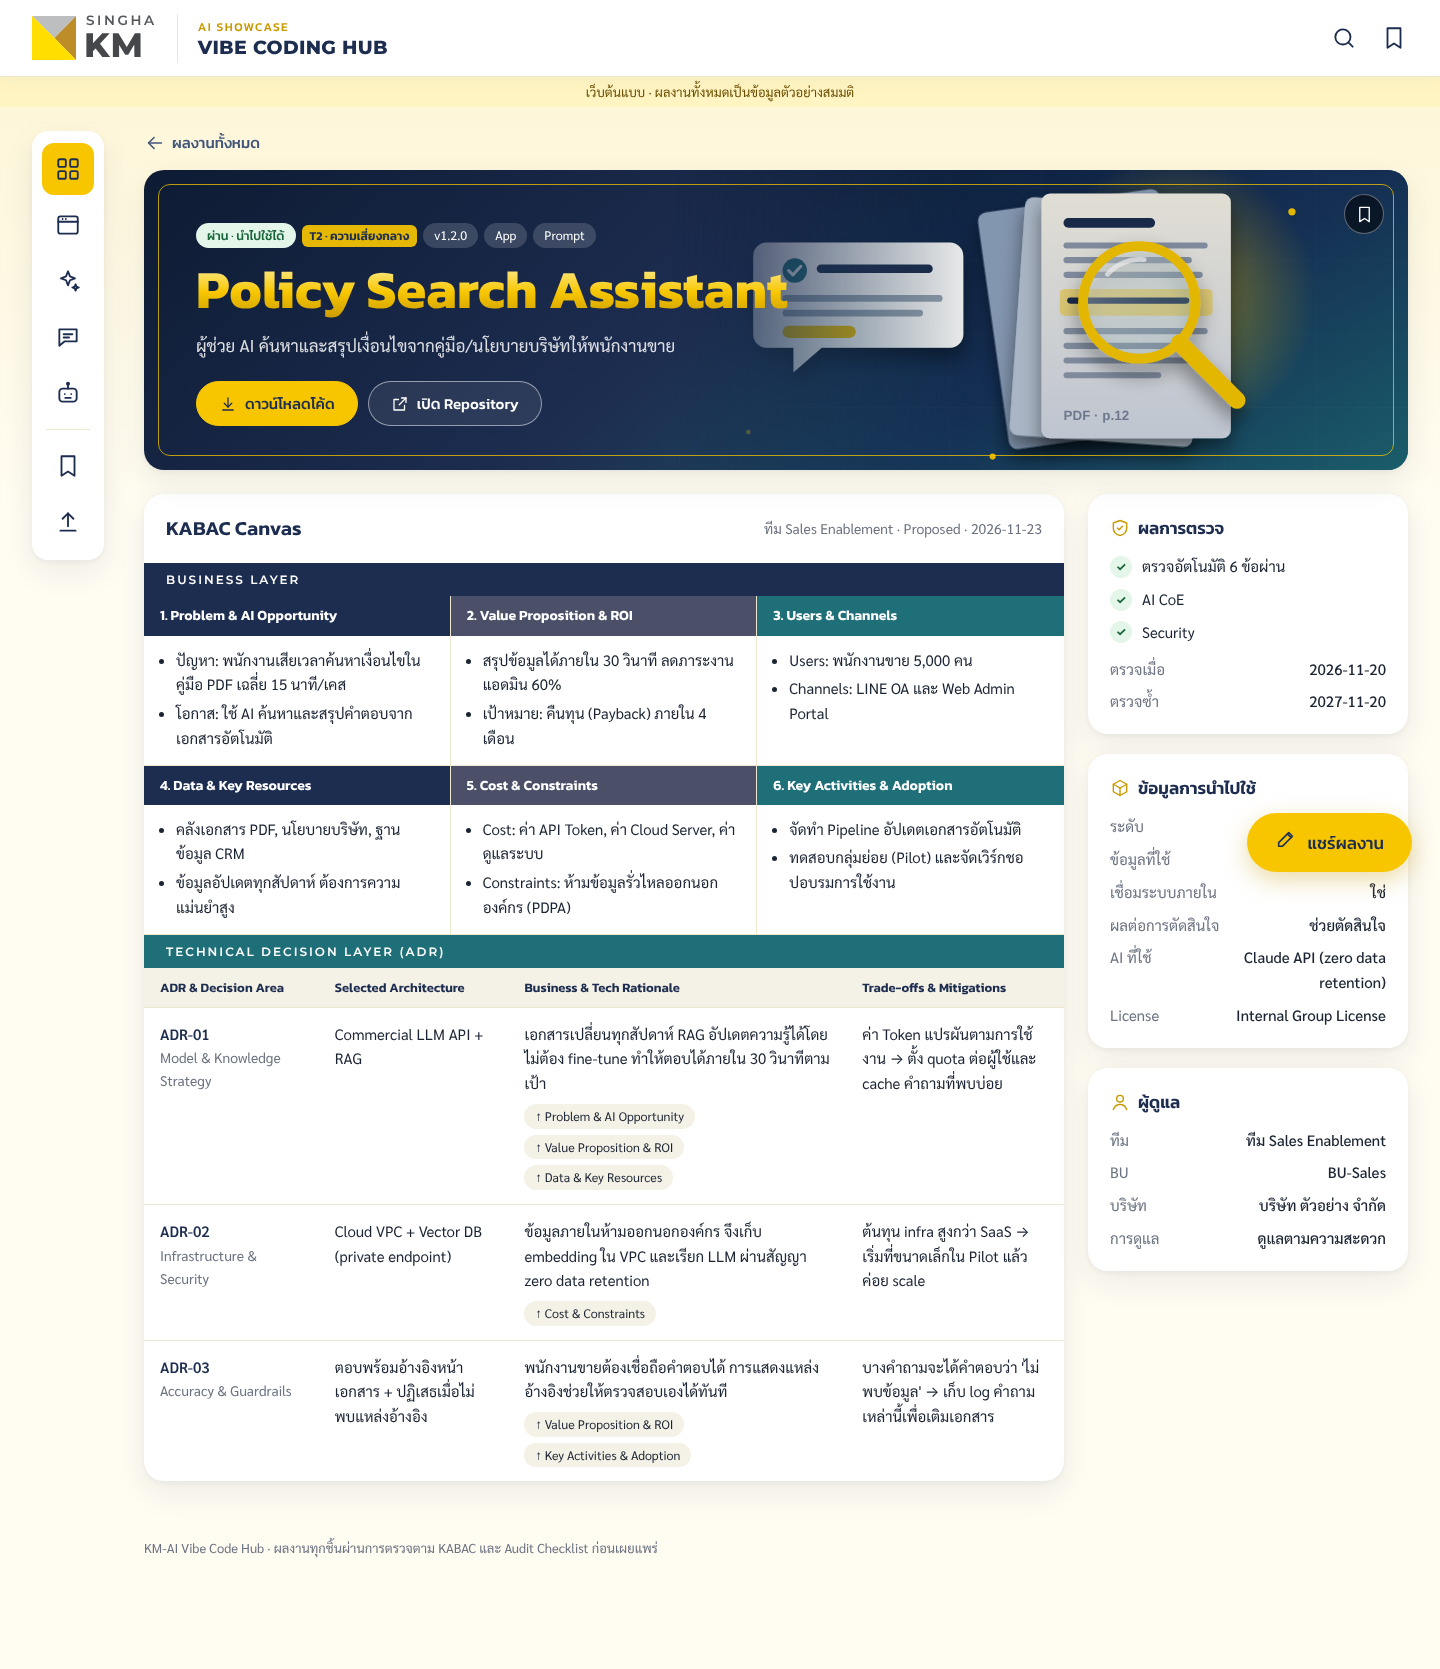 SINGHA
KM
AI SHOWCASE
VIBE CODING HUB
เว็บต้นแบบ · ผลงานทั้งหมดเป็นข้อมูลตัวอย่างสมมติ
ผลงานทั้งหมด
ผ่าน · นำไปใช้ได้
T2 · ความเสี่ยงกลาง
v1.2.0
App
Prompt
Policy Search Assistant
ผู้ช่วย AI ค้นหาและสรุปเงื่อนไขจากคู่มือ/นโยบายบริษัทให้พนักงานขาย
ดาวน์โหลดโค้ด
เปิด Repository
PDF · p.12
KABAC Canvas
ทีม Sales Enablement · Proposed · 2026-11-23
BUSINESS LAYER
1. Problem & AI Opportunity
2. Value Proposition & ROI
3. Users & Channels
• ปัญหา: พนักงานเสียเวลาค้นหาเงื่อนไขใน
คู่มือ PDF เฉลี่ย 15 นาที/เคส
• โอกาส: ใช้ AI ค้นหาและสรุปคำตอบจาก
เอกสารอัตโนมัติ
• สรุปข้อมูลได้ภายใน 30 วินาที ลดภาระงาน
แอดมิน 60%
• เป้าหมาย: คืนทุน (Payback) ภายใน 4
เดือน
• Users: พนักงานขาย 5,000 คน
• Channels: LINE OA และ Web Admin
Portal
4. Data & Key Resources
5. Cost & Constraints
6. Key Activities & Adoption
• คลังเอกสาร PDF, นโยบายบริษัท, ฐาน
ข้อมูล CRM
• ข้อมูลอัปเดตทุกสัปดาห์ ต้องการความ
แม่นยำสูง
• Cost: ค่า API Token, ค่า Cloud Server, ค่า
ดูแลระบบ
• Constraints: ห้ามข้อมูลรั่วไหลออกนอก
องค์กร (PDPA)
• จัดทำ Pipeline อัปเดตเอกสารอัตโนมัติ
• ทดสอบกลุ่มย่อย (Pilot) และจัดเวิร์กชอ
ปอบรมการใช้งาน
TECHNICAL DECISION LAYER (ADR)
ADR & Decision Area
Selected Architecture
Business & Tech Rationale
Trade-offs & Mitigations
ADR-01
Model & Knowledge
Strategy
Commercial LLM API +
RAG
เอกสารเปลี่ยนทุกสัปดาห์ RAG อัปเดตความรู้ได้โดย
ไม่ต้อง fine-tune ทำให้ตอบได้ภายใน 30 วินาทีตาม
เป้า
↑ Problem & AI Opportunity
↑ Value Proposition & ROI
↑ Data & Key Resources
ค่า Token แปรผันตามการใช้
งาน → ตั้ง quota ต่อผู้ใช้และ
cache คำถามที่พบบ่อย
ADR-02
Infrastructure &
Security
Cloud VPC + Vector DB
(private endpoint)
ข้อมูลภายในห้ามออกนอกองค์กร จึงเก็บ
embedding ใน VPC และเรียก LLM ผ่านสัญญา
zero data retention
↑ Cost & Constraints
ต้นทุน infra สูงกว่า SaaS →
เริ่มที่ขนาดเล็กใน Pilot แล้ว
ค่อย scale
ADR-03
Accuracy & Guardrails
ตอบพร้อมอ้างอิงหน้า
เอกสาร + ปฏิเสธเมื่อไม่
พบแหล่งอ้างอิง
พนักงานขายต้องเชื่อถือคำตอบได้ การแสดงแหล่ง
อ้างอิงช่วยให้ตรวจสอบเองได้ทันที
↑ Value Proposition & ROI
↑ Key Activities & Adoption
บางคำถามจะได้คำตอบว่า 'ไม่
พบข้อมูล' → เก็บ log คำถาม
เหล่านี้เพื่อเติมเอกสาร
ผลการตรวจ
ตรวจอัตโนมัติ 6 ข้อผ่าน
AI CoE
Security
ตรวจเมื่อ 2026-11-20
ตรวจซ้ำ 2027-11-20
ข้อมูลการนำไปใช้
ระดับ
ข้อมูลที่ใช้
แชร์ผลงาน
เชื่อมระบบภายใน ใช่
ผลต่อการตัดสินใจ ช่วยตัดสินใจ
AI ที่ใช้ Claude API (zero data
retention)
License Internal Group License
ผู้ดูแล
ทีม ทีม Sales Enablement
BU BU-Sales
บริษัท บริษัท ตัวอย่าง จำกัด
การดูแล ดูแลตามความสะดวก
KM-AI Vibe Code Hub · ผลงานทุกชิ้นผ่านการตรวจตาม KABAC และ Audit Checklist ก่อนเผยแพร่